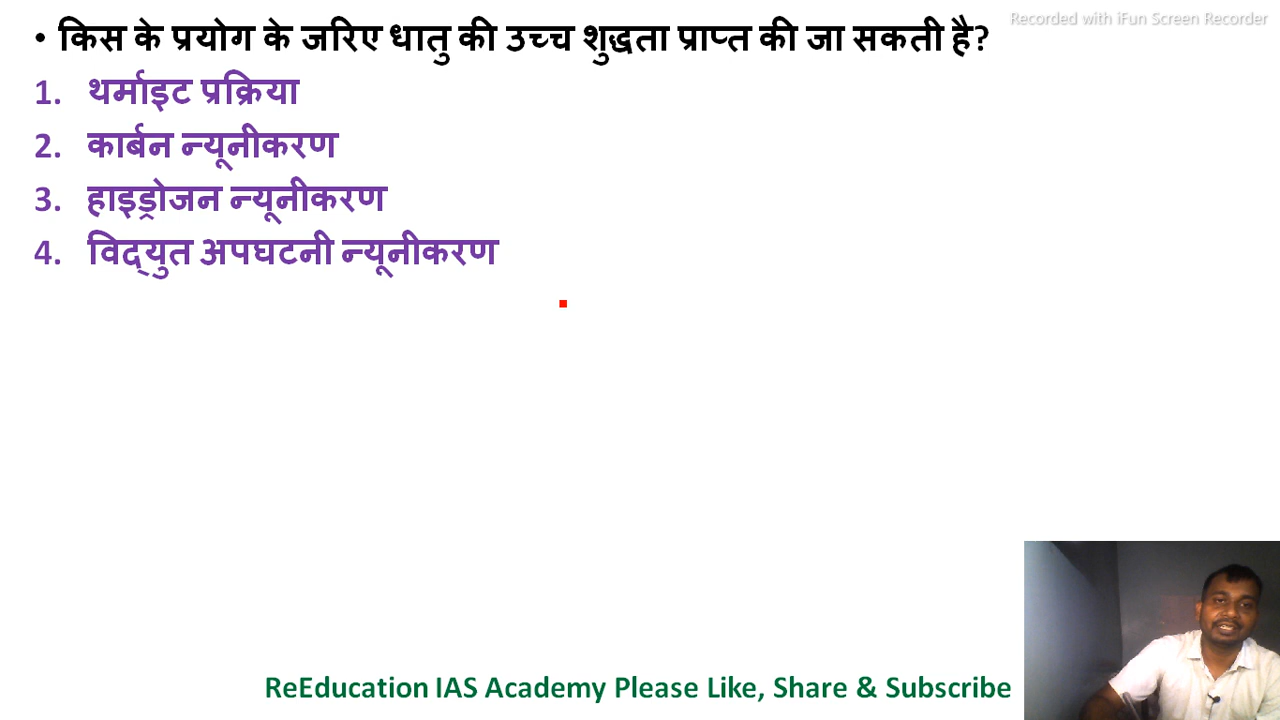 Recorded with iFun Screen Recorder
• किस के प्रयोग के जरिए धातु की उच्च शुद्धता प्राप्त की जा सकती है?
1. थर्माइट प्रक्रिया
2. कार्बन न्यूनीकरण
3. हाइड्रोजन न्यूनीकरण
4. विद्युत अपघटनी न्यूनीकरण
ReEducation IAS Academy Please Like, Share & Subscribe